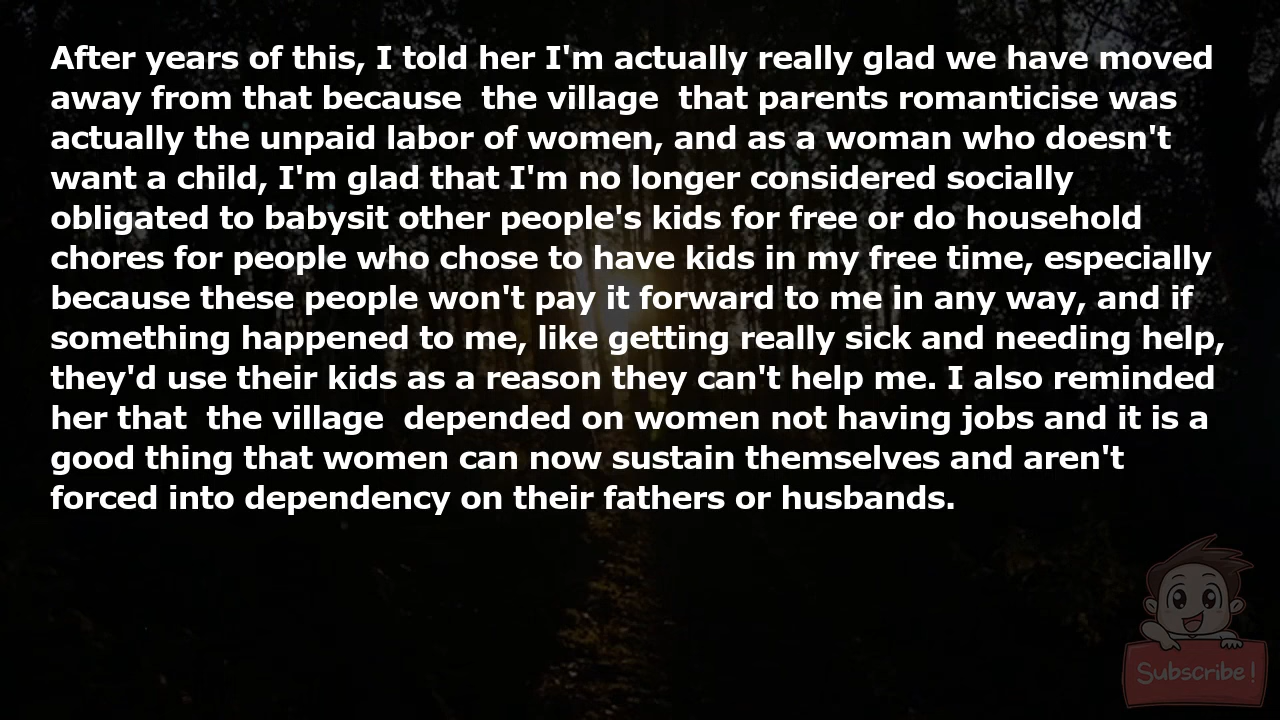 After years of this, I told her I'm actually really glad we have moved
away from that because  the village  that parents romanticise was
actually the unpaid labor of women, and as a woman who doesn't
want a child, I'm glad that I'm no longer considered socially
obligated to babysit other people's kids for free or do household
chores for people who chose to have kids in my free time, especially
because these people won't pay it forward to me in any way, and if
something happened to me, like getting really sick and needing help,
they'd use their kids as a reason they can't help me. I also reminded
her that  the village  depended on women not having jobs and it is a
good thing that women can now sustain themselves and aren't
forced into dependency on their fathers or husbands.
Subscribe!